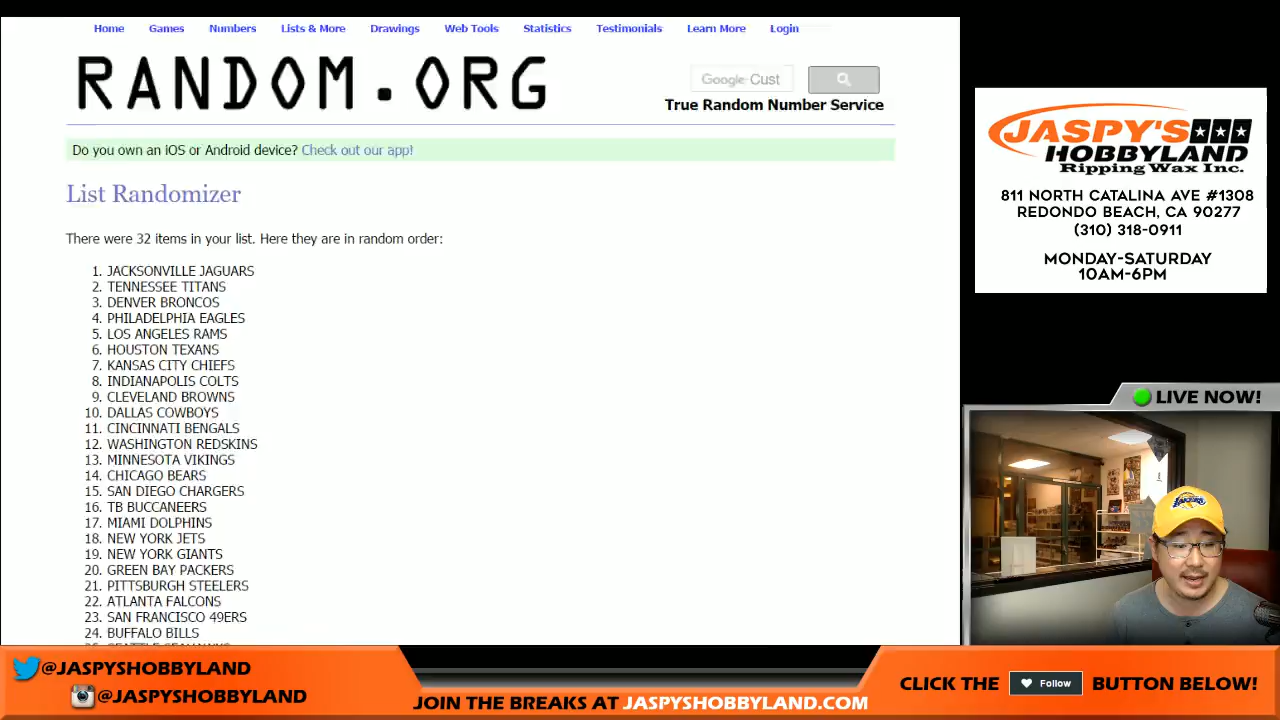 Home Games Numbers Lists & More Drawings Web Tools Statistics Testimonials Learn More Login
RANDOM.ORG
Google Cust
True Random Number Service
Do you own an iOS or Android device? Check out our app!
List Randomizer
There were 32 items in your list. Here they are in random order:
1. JACKSONVILLE JAGUARS
2. TENNESSEE TITANS
3. DENVER BRONCOS
4. PHILADELPHIA EAGLES
5. LOS ANGELES RAMS
6. HOUSTON TEXANS
7. KANSAS CITY CHIEFS
8. INDIANAPOLIS COLTS
9. CLEVELAND BROWNS
10. DALLAS COWBOYS
11. CINCINNATI BENGALS
12. WASHINGTON REDSKINS
13. MINNESOTA VIKINGS
14. CHICAGO BEARS
15. SAN DIEGO CHARGERS
16. TB BUCCANEERS
17. MIAMI DOLPHINS
18. NEW YORK JETS
19. NEW YORK GIANTS
20. GREEN BAY PACKERS
21. PITTSBURGH STEELERS
22. ATLANTA FALCONS
23. SAN FRANCISCO 49ERS
24. BUFFALO BILLS
JASPY'S
HOBBYLAND
Ripping Wax Inc.
811 NORTH CATALINA AVE #1308
REDONDO BEACH, CA 90277
(310) 318-0911
MONDAY-SATURDAY
10AM-6PM
LIVE NOW!
@JASPYSHOBBYLAND
@JASPYSHOBBYLAND
JOIN THE BREAKS AT JASPYSHOBBYLAND.COM
CLICK THE Follow BUTTON BELOW!